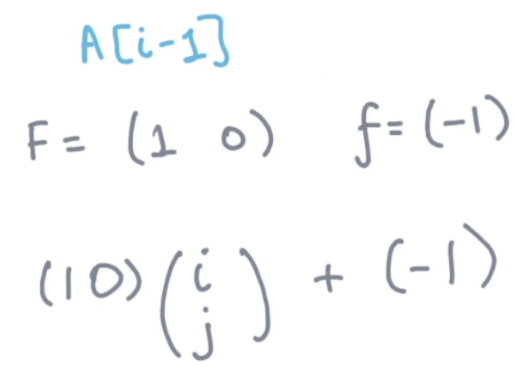 A[i-1]
F = (1 0) f = (-1)
(1 0) (i j) + (-1)